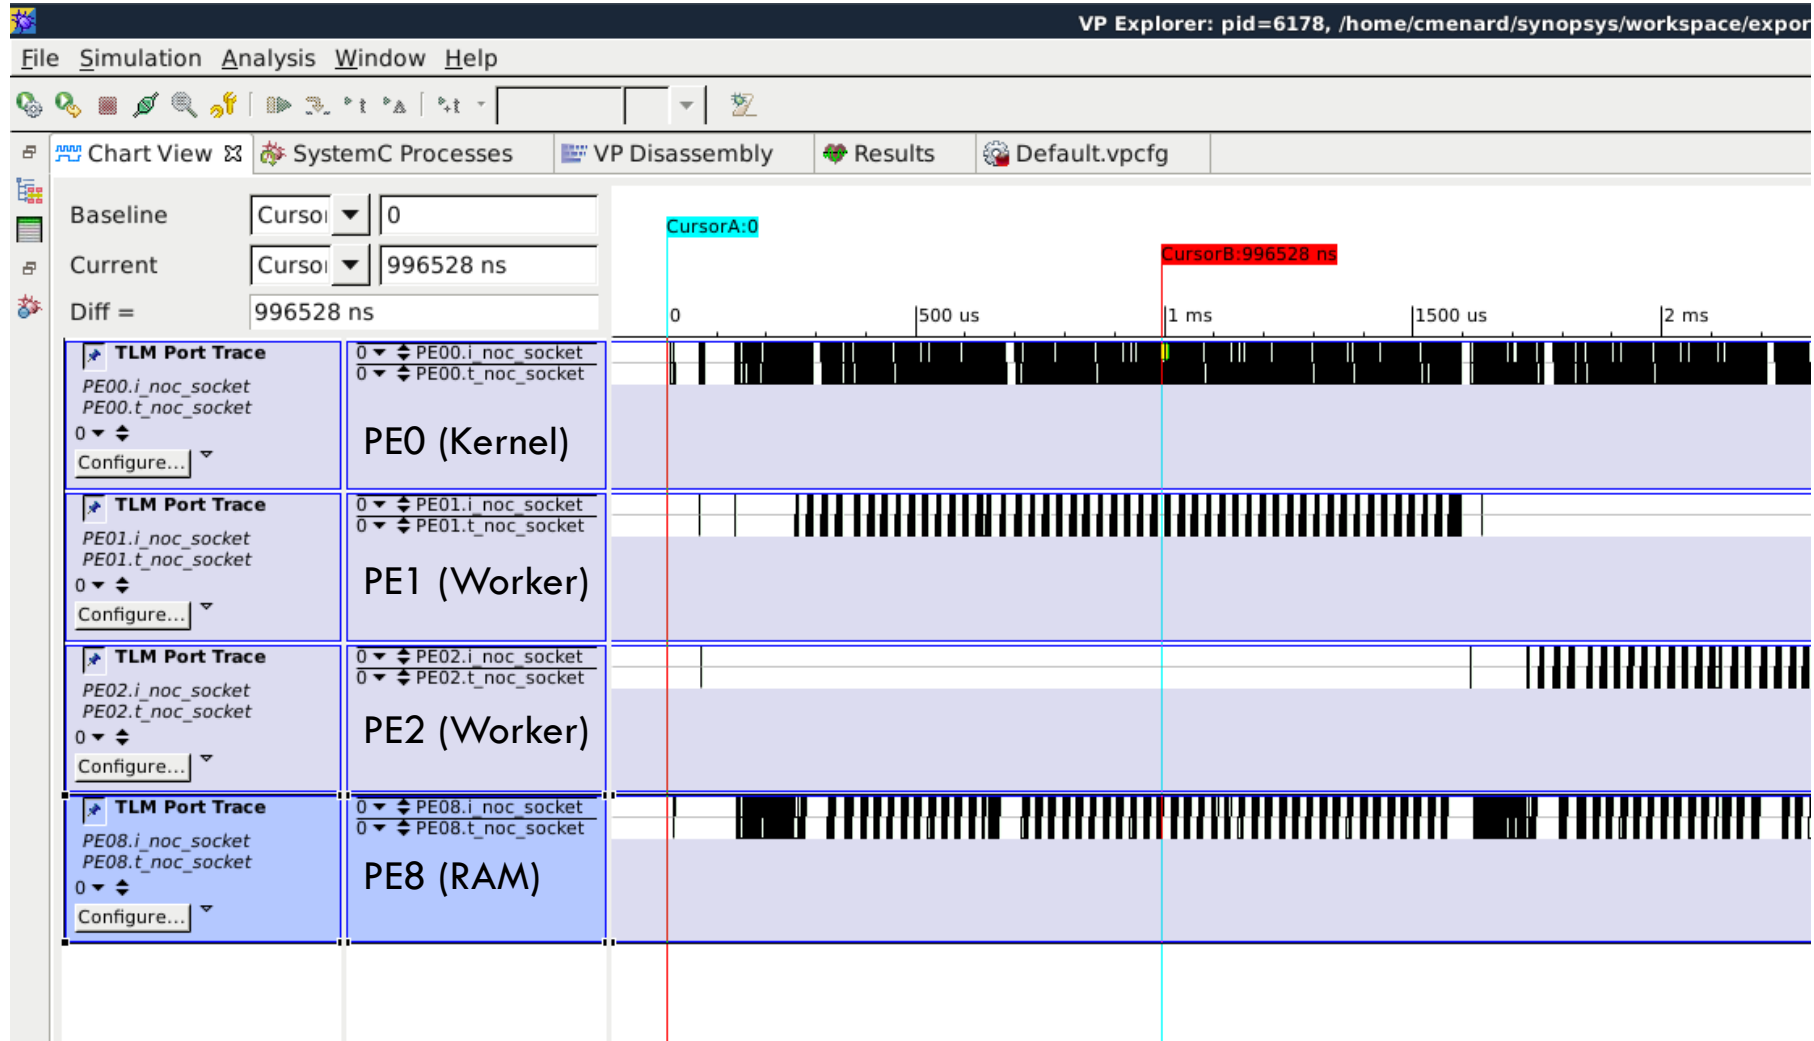 VP Explorer: pid=6178, /home/cmenard/synopsys/workspace/expor
File Simulation Analysis Window Help
Chart View SystemC Processes VP Disassembly Results Default.vpcfg
Baseline Cursor 0
Current Cursor 996528 ns
Diff = 996528 ns
CursorA:0
CursorB:996528 ns
0 500 us 1 ms 1500 us 2 ms
TLM Port Trace
PE00.i_noc_socket
PE00.t_noc_socket
0
Configure...
0 PE00.i_noc_socket
0 PE00.t_noc_socket
PE0 (Kernel)
TLM Port Trace
PE01.i_noc_socket
PE01.t_noc_socket
0
Configure...
0 PE01.i_noc_socket
0 PE01.t_noc_socket
PE1 (Worker)
TLM Port Trace
PE02.i_noc_socket
PE02.t_noc_socket
0
Configure...
0 PE02.i_noc_socket
0 PE02.t_noc_socket
PE2 (Worker)
TLM Port Trace
PE08.i_noc_socket
PE08.t_noc_socket
0
Configure...
0 PE08.i_noc_socket
0 PE08.t_noc_socket
PE8 (RAM)